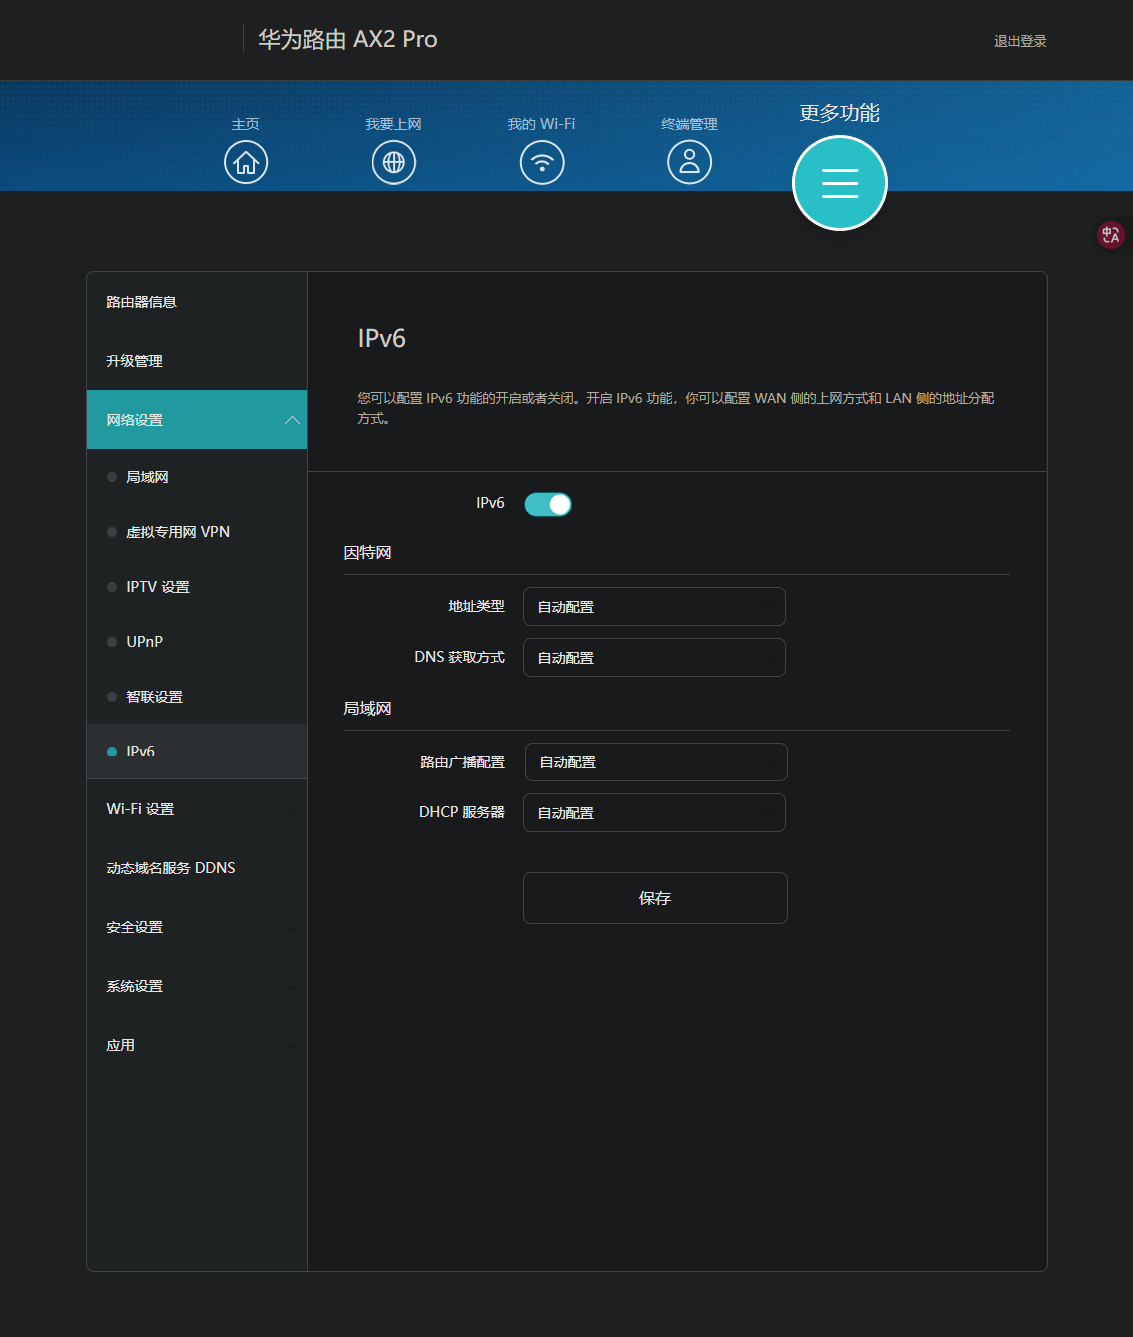 华为路由 AX2 Pro
退出登录
主页
我要上网
我的 Wi-Fi
终端管理
更多功能
中A
路由器信息
升级管理
网络设置
局域网
虚拟专用网 VPN
IPTV 设置
UPnP
智联设置
IPv6
Wi-Fi 设置
动态域名服务 DDNS
安全设置
系统设置
应用
IPv6
您可以配置 IPv6 功能的开启或者关闭。开启 IPv6 功能，你可以配置 WAN 侧的上网方式和 LAN 侧的地址分配
方式。
IPv6
因特网
地址类型 自动配置
DNS 获取方式 自动配置
局域网
路由广播配置 自动配置
DHCP 服务器 自动配置
保存